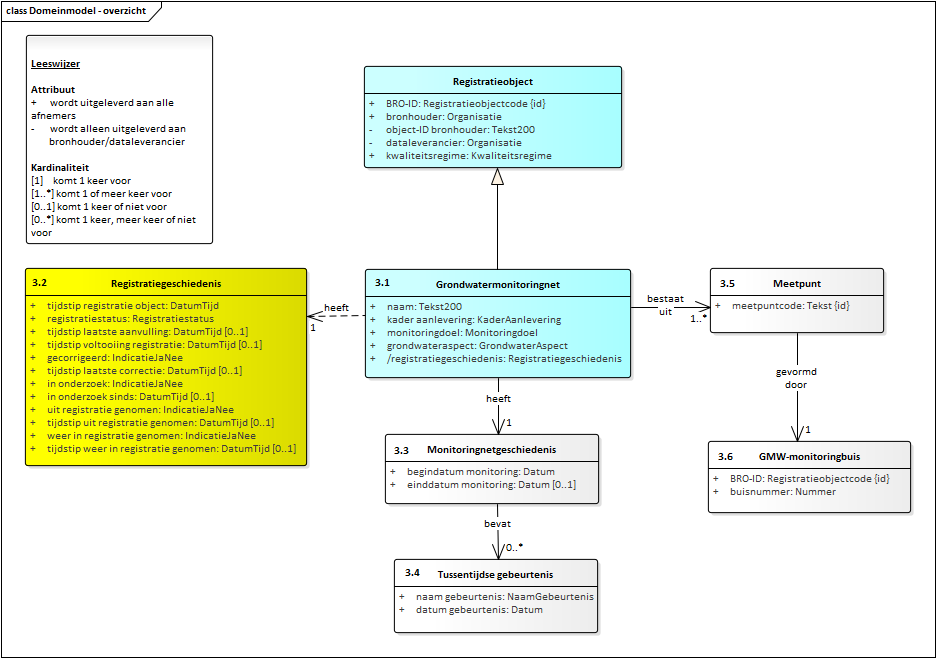 class Domeinmodel - overzicht
Leeswijzer
Attribuut
+ wordt uitgeleverd aan alle
afnemers
- wordt alleen uitgeleverd aan
bronhouder/dataleverancier
Kardinaliteit
[1] komt 1 keer voor
[1..*] komt 1 of meer keer voor
[0..1] komt 1 keer of niet voor
[0..*] komt 1 keer, meer keer of niet
voor
Registratieobject
+ BRO-ID: Registratieobjectcode {id}
+ bronhouder: Organisatie
- object-ID bronhouder: Tekst200
- dataleverancier: Organisatie
+ kwaliteitsregime: Kwaliteitsregime
3.2 Registratiegeschiedenis
+ tijdstip registratie object: DatumTijd
+ registratiestatus: Registratiestatus
+ tijdstip laatste aanvulling: DatumTijd [0..1]
+ tijdstip voltooiing registratie: DatumTijd [0..1]
+ gecorrigeerd: IndicatieJaNee
+ tijdstip laatste correctie: DatumTijd [0..1]
+ in onderzoek: IndicatieJaNee
+ in onderzoek sinds: DatumTijd [0..1]
+ uit registratie genomen: IndicatieJaNee
+ tijdstip uit registratie genomen: DatumTijd [0..1]
+ weer in registratie genomen: IndicatieJaNee
+ tijdstip weer in registratie genomen: DatumTijd [0..1]
heeft
1
3.1 Grondwatermonitoringnet
+ naam: Tekst200
+ kader aanlevering: KaderAanlevering
+ monitoringdoel: Monitoringdoel
+ grondwateraspect: GrondwaterAspect
+ /registratiegeschiedenis: Registratiegeschiedenis
bestaat
uit
1..*
3.5 Meetpunt
+ meetpuntcode: Tekst {id}
gevormd
door
1
3.6 GMW-monitoringbuis
+ BRO-ID: Registratieobjectcode {id}
+ buisnummer: Nummer
heeft
1
3.3 Monitoringnetgeschiedenis
+ begindatum monitoring: Datum
+ einddatum monitoring: Datum [0..1]
bevat
0..*
3.4 Tussentijdse gebeurtenis
+ naam gebeurtenis: NaamGebeurtenis
+ datum gebeurtenis: Datum